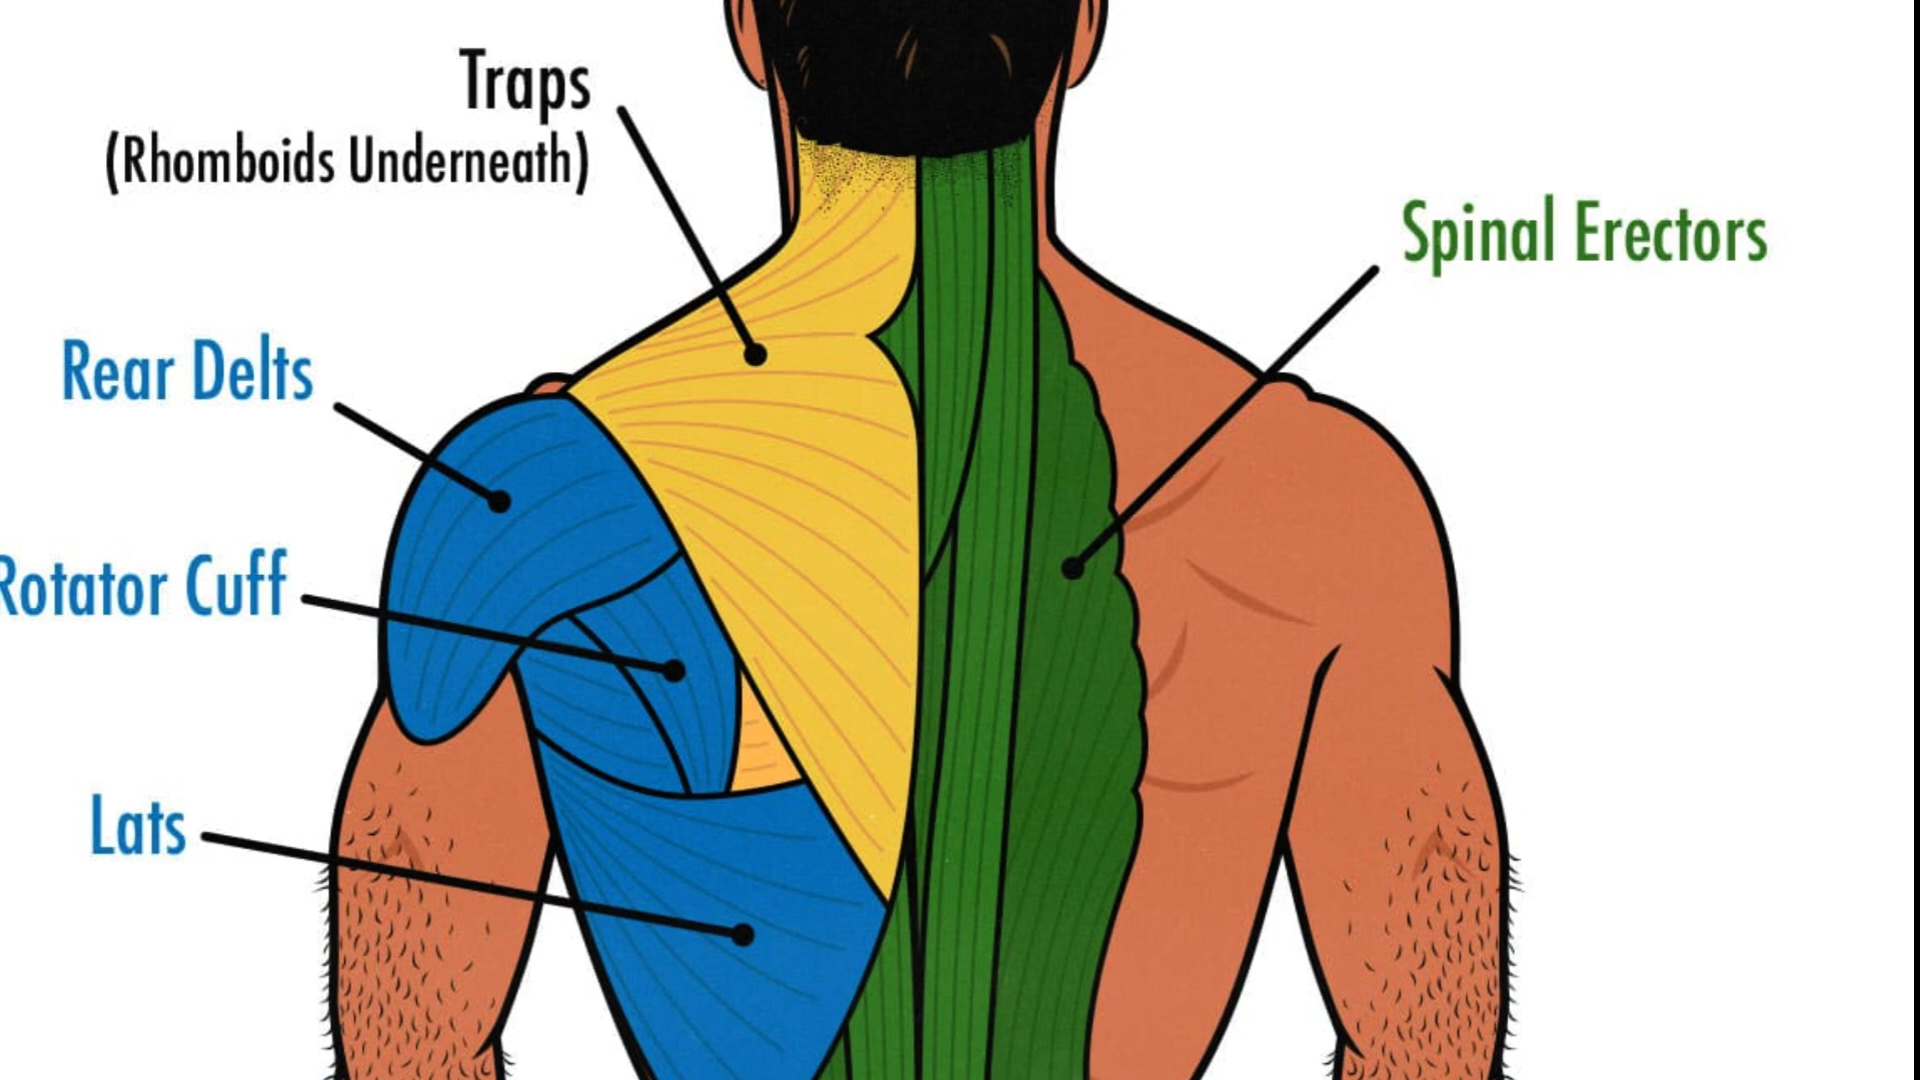 Traps
(Rhomboids Underneath)
Spinal Erectors
Rear Delts
Rotator Cuff
Lats